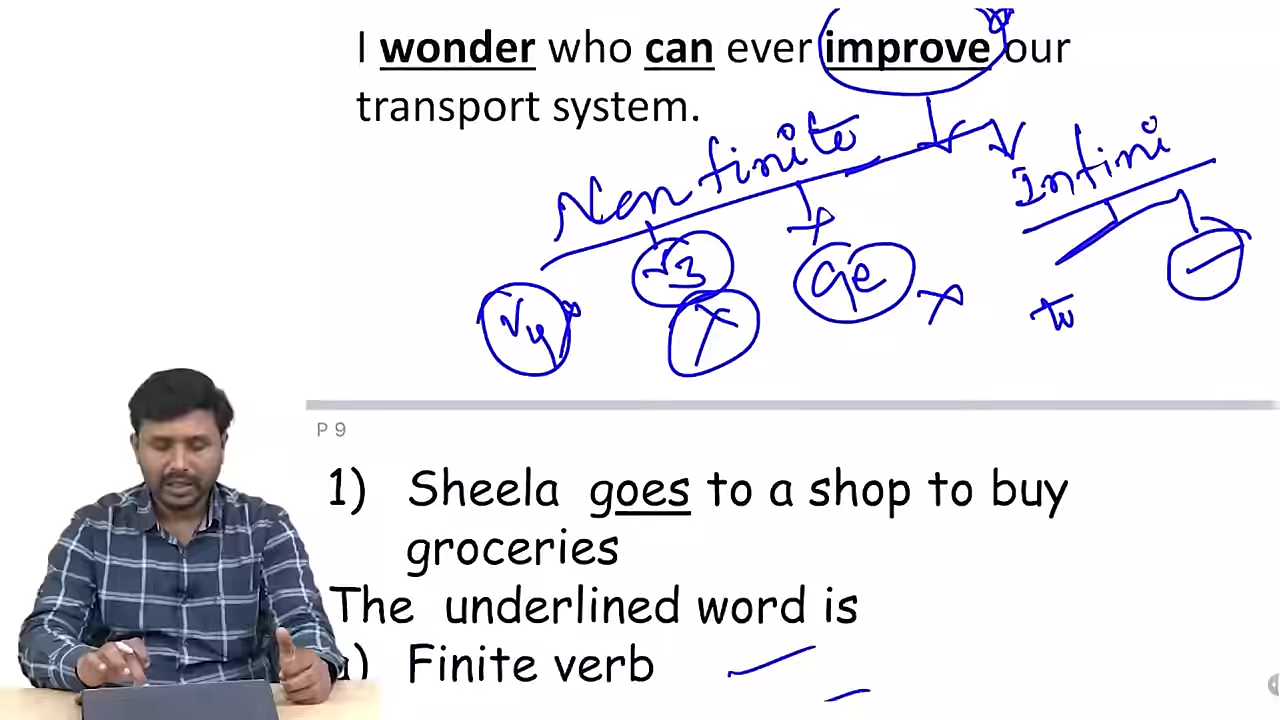 I wonder who can ever improve our
transport system.
Non finite
Infini
V3
Ge
V4
to
P 9
1) Sheela goes to a shop to buy
groceries
The underlined word is
) Finite verb